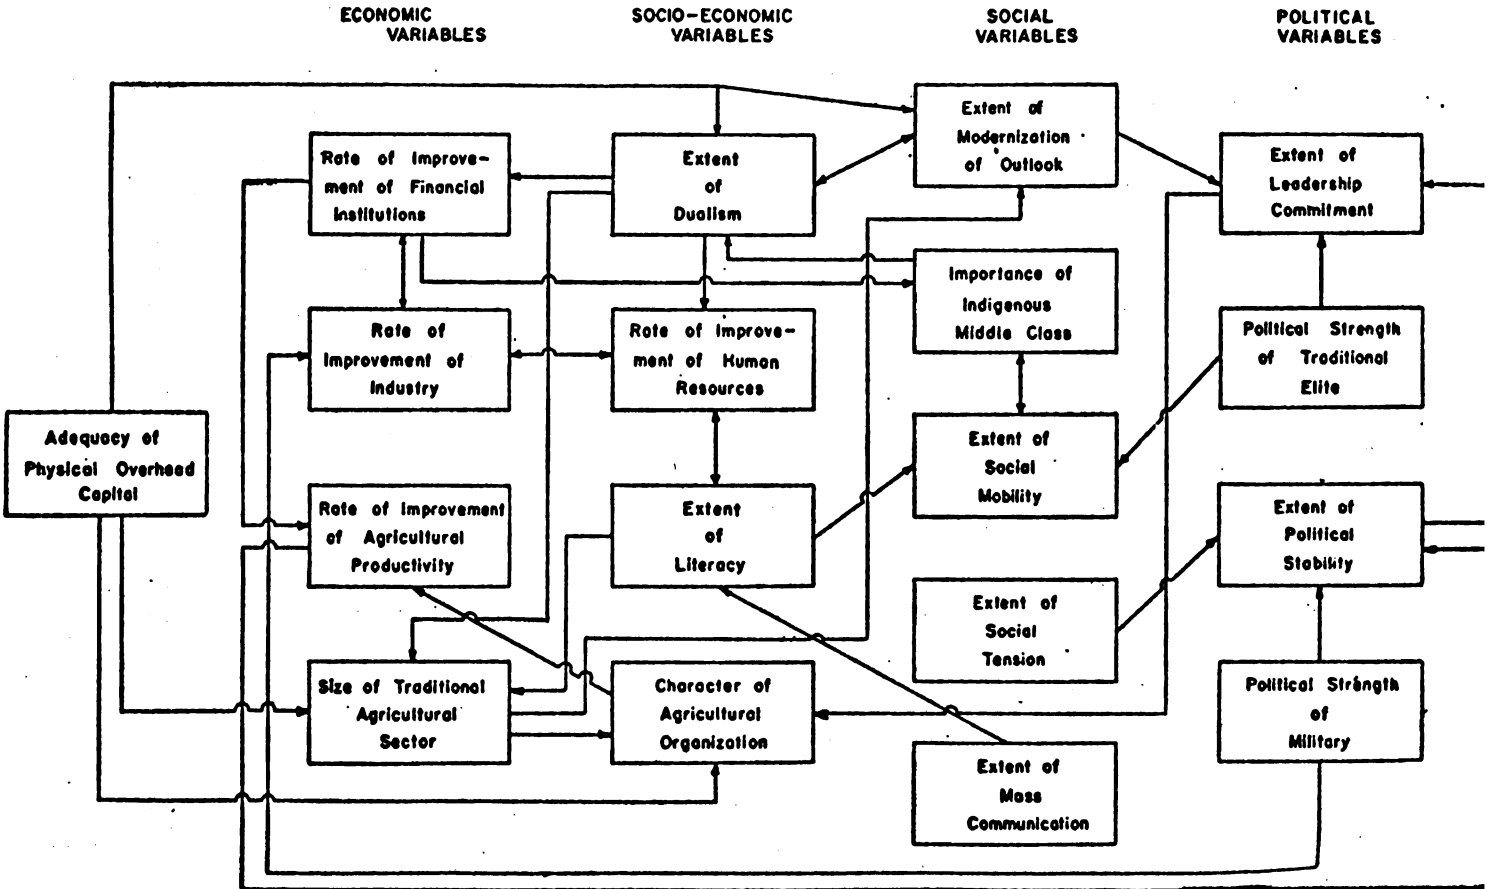 ECONOMIC
VARIABLES
SOCIO-ECONOMIC
VARIABLES
SOCIAL
VARIABLES
POLITICAL
VARIABLES
Rate of Improve-
ment of Financial
Institutions
Extent
of
Dualism
Extent of
Modernization
of Outlook
Extent of
Leadership
Commitment
Rate of
Improvement of
Industry
Rate of Improve-
ment of Human
Resources
Importance of
Indigenous
Middle Class
Political Strength
of Traditional
Elite
Adequacy of
Physical Overhead
Capital
Rate of Improvement
of Agricultural
Productivity
Extent
of
Literacy
Extent of
Social
Mobility
Extent of
Political
Stability
Extent of
Social
Tension
Size of Traditional
Agricultural
Sector
Character of
Agricultural
Organization
Political Strength
of
Military
Extent of
Mass
Communication